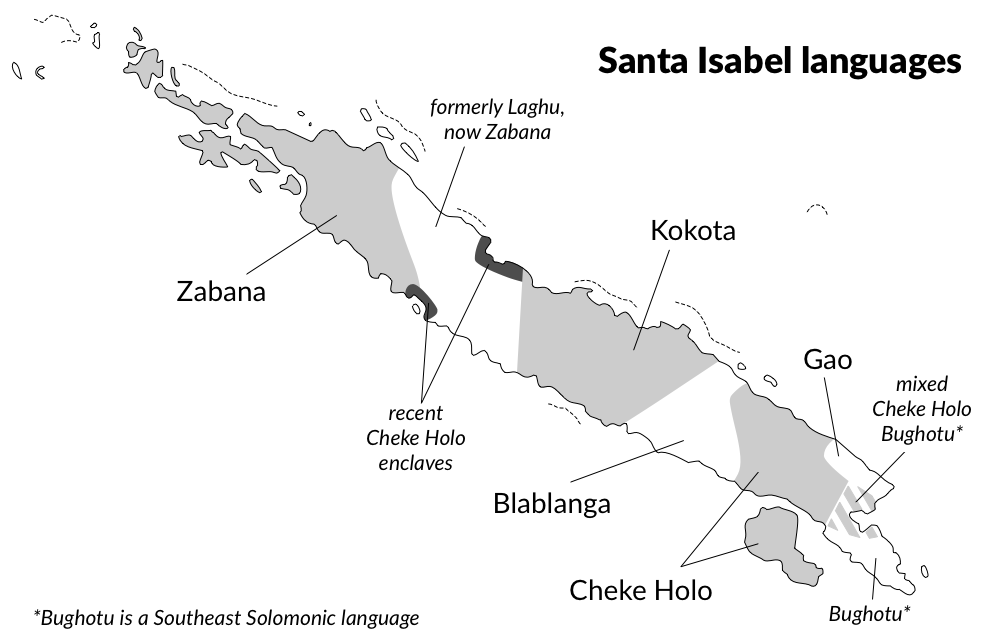 Santa Isabel languages
formerly Laghu,
now Zabana
Kokota
Zabana
Gao
mixed
Cheke Holo
Bughotu*
recent
Cheke Holo
enclaves
Blablanga
Cheke Holo
Bughotu*
*Bughotu is a Southeast Solomonic language